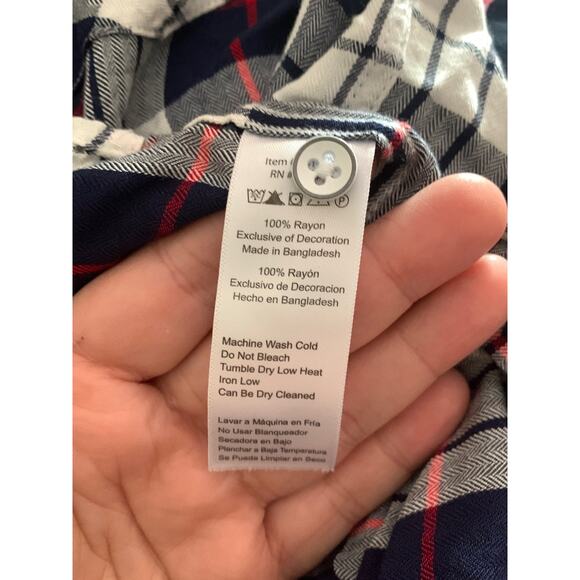 Item
RN #
100% Rayon
Exclusive of Decoration
Made in Bangladesh
100% Rayón
Exclusivo de Decoracion
Hecho en Bangladesh
Machine Wash Cold
Do Not Bleach
Tumble Dry Low Heat
Iron Low
Can Be Dry Cleaned
Lavar a Máquina en Fría
No Usar Blanqueador
Secadora en Bajo
Planchar a Baja Temperatura
Se Puede Limpiar en Seco